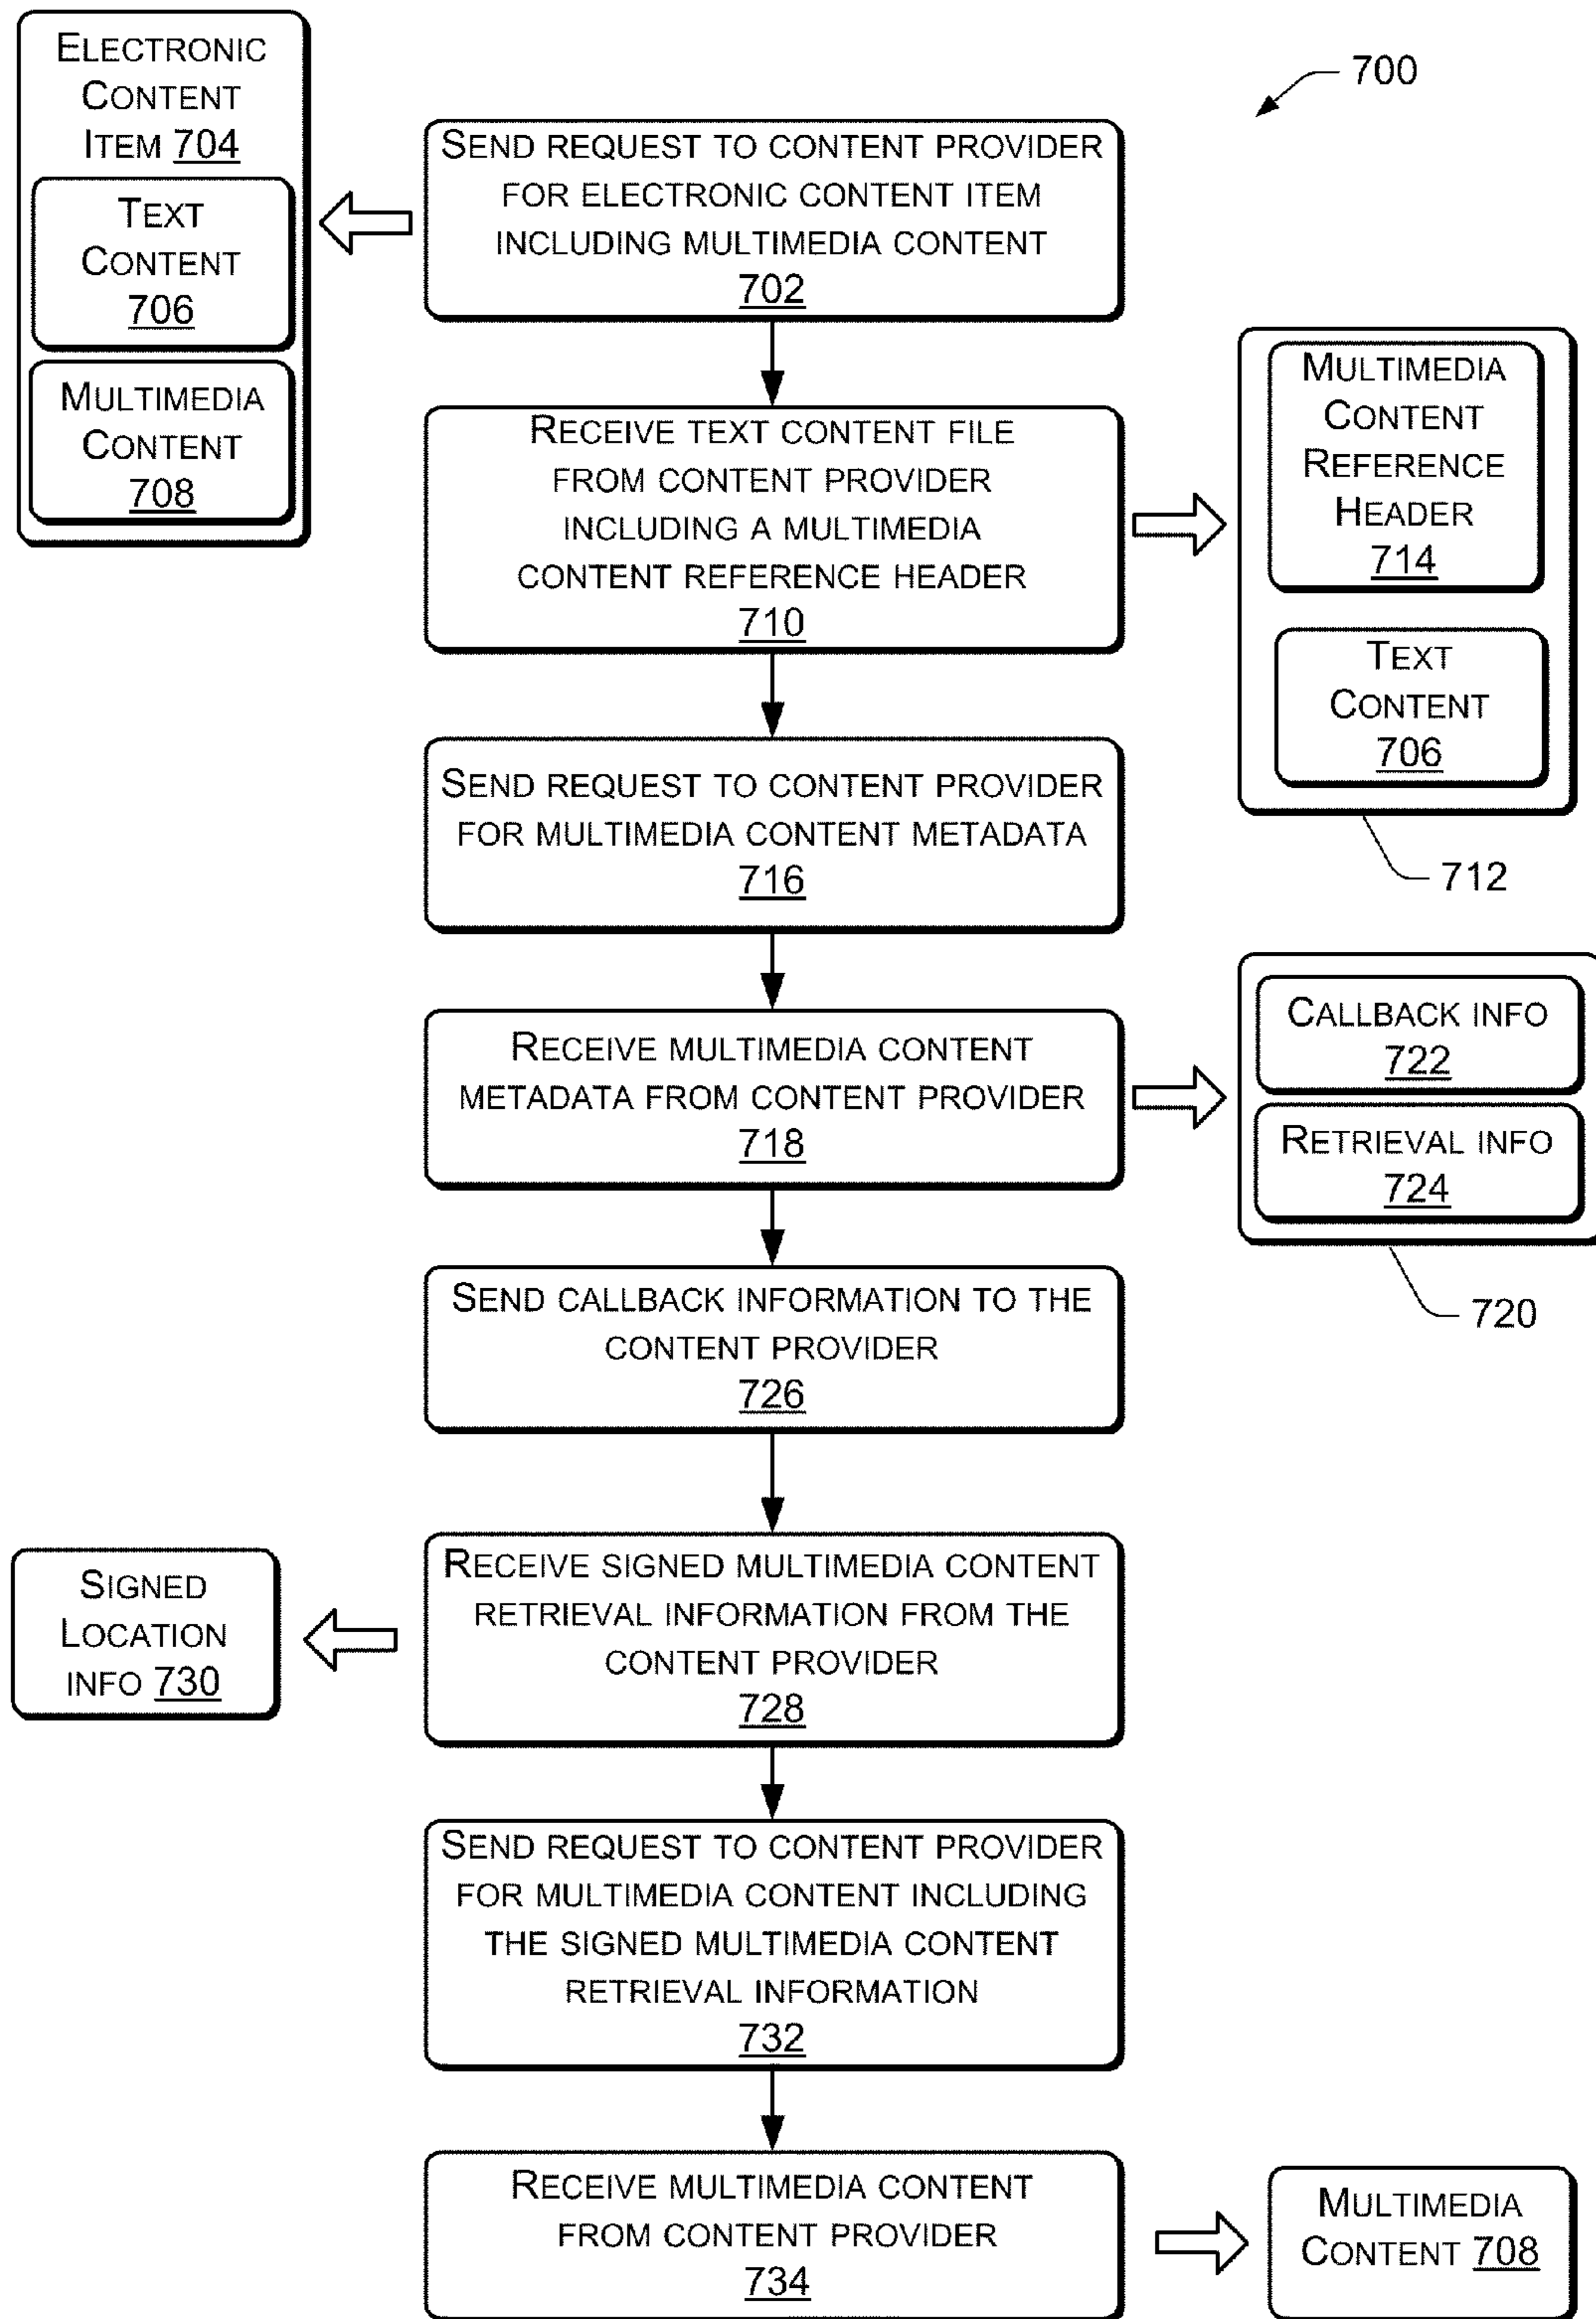 ELECTRONIC
CONTENT
ITEM 704
TEXT
CONTENT
706
MULTIMEDIA
CONTENT
708
700
SEND REQUEST TO CONTENT PROVIDER
FOR ELECTRONIC CONTENT ITEM
INCLUDING MULTIMEDIA CONTENT
702
RECEIVE TEXT CONTENT FILE
FROM CONTENT PROVIDER
INCLUDING A MULTIMEDIA
CONTENT REFERENCE HEADER
710
MULTIMEDIA
CONTENT
REFERENCE
HEADER
714
TEXT
CONTENT
706
712
SEND REQUEST TO CONTENT PROVIDER
FOR MULTIMEDIA CONTENT METADATA
716
RECEIVE MULTIMEDIA CONTENT
METADATA FROM CONTENT PROVIDER
718
CALLBACK INFO
722
RETRIEVAL INFO
724
720
SEND CALLBACK INFORMATION TO THE
CONTENT PROVIDER
726
RECEIVE SIGNED MULTIMEDIA CONTENT
RETRIEVAL INFORMATION FROM THE
CONTENT PROVIDER
728
SIGNED
LOCATION
INFO 730
SEND REQUEST TO CONTENT PROVIDER
FOR MULTIMEDIA CONTENT INCLUDING
THE SIGNED MULTIMEDIA CONTENT
RETRIEVAL INFORMATION
732
RECEIVE MULTIMEDIA CONTENT
FROM CONTENT PROVIDER
734
MULTIMEDIA
CONTENT 708